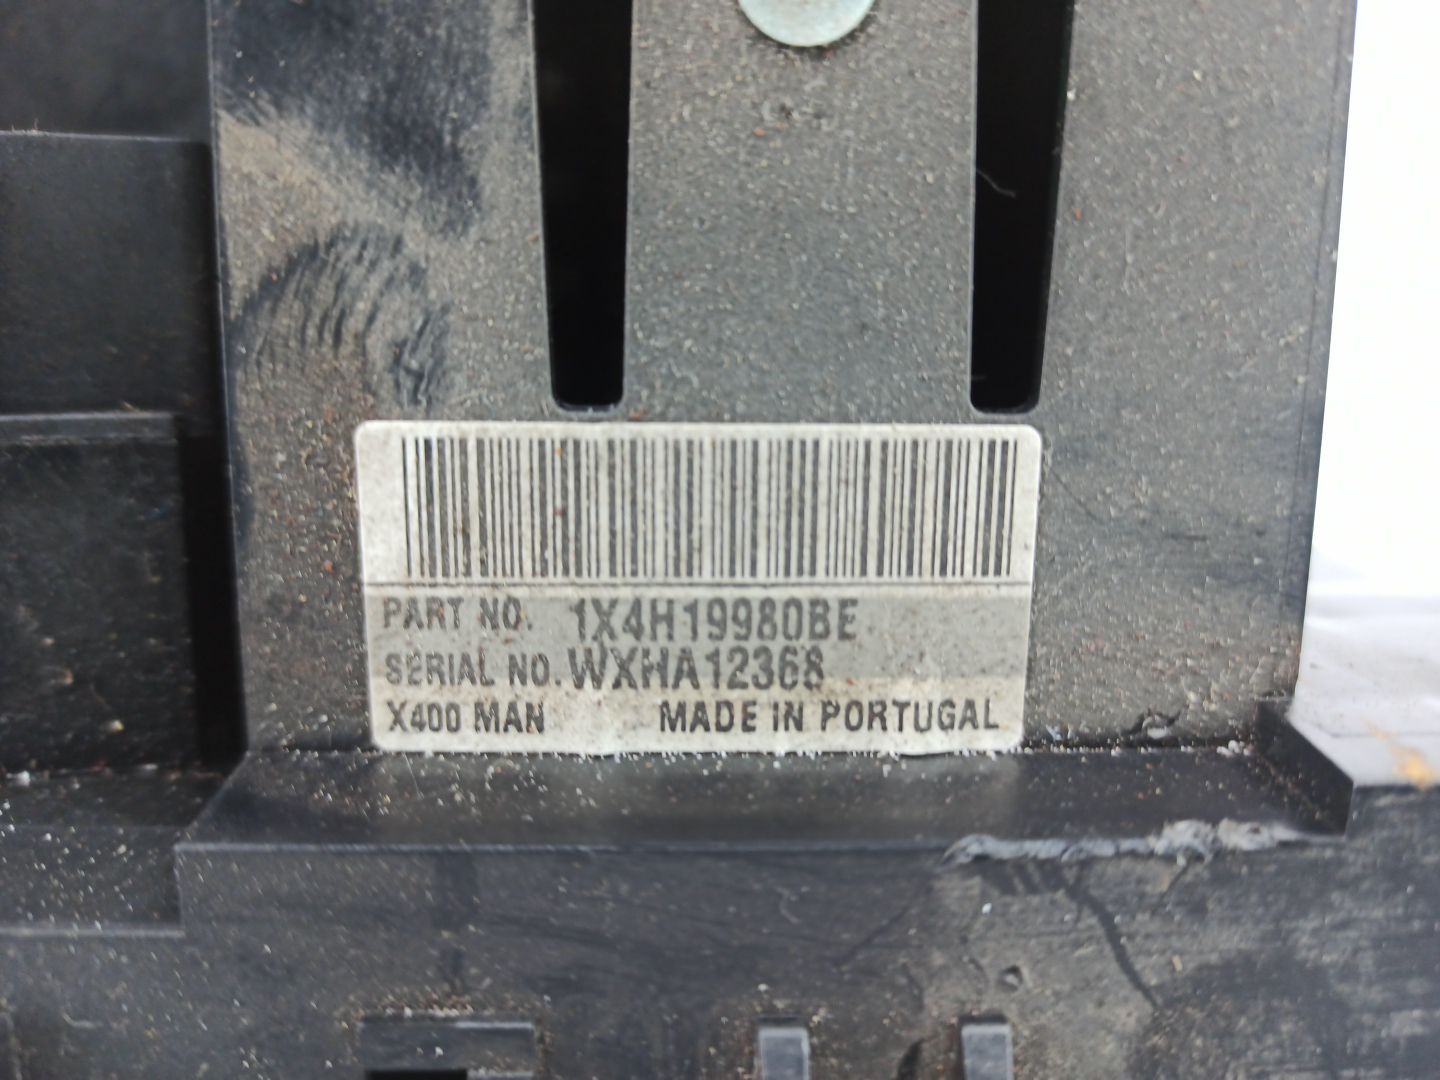 PART NO. 1X4H19980BE
SERIAL NO. WXHA12368
X400 MAN MADE IN PORTUGAL